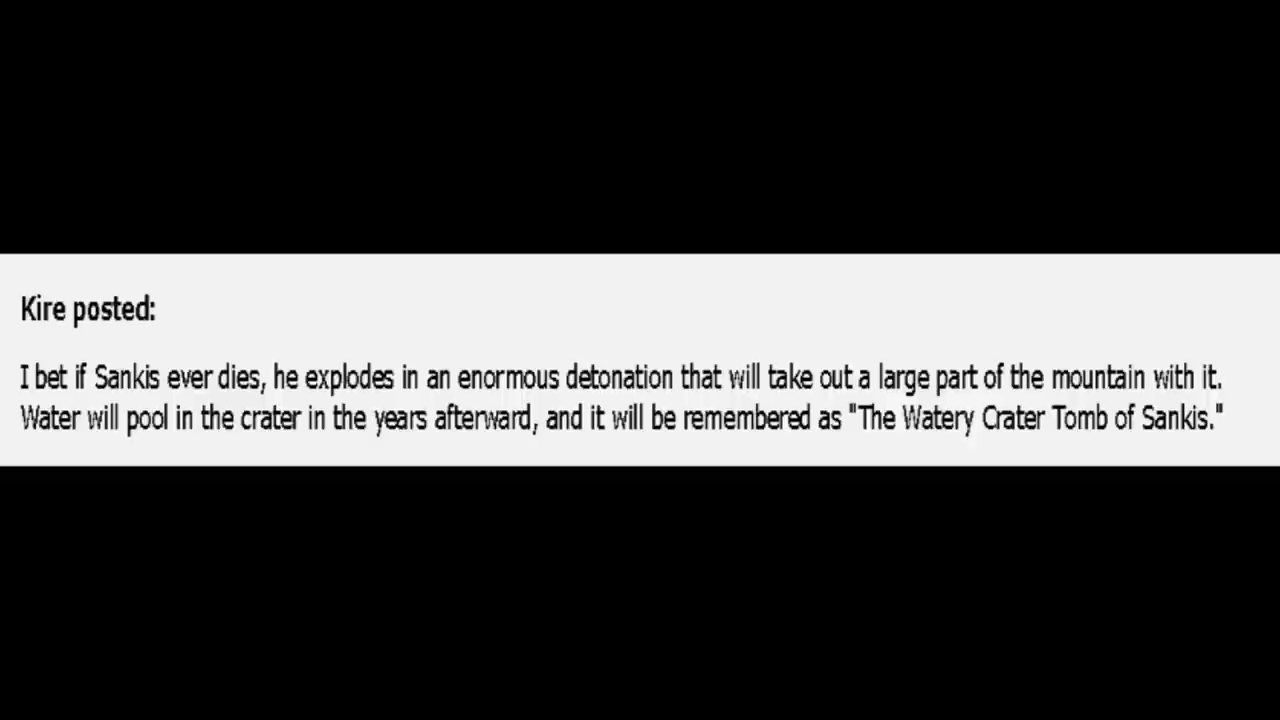 Kire posted:
I bet if Sankis ever dies, he explodes in an enormous detonation that will take out a large part of the mountain with it.
Water will pool in the crater in the years afterward, and it will be remembered as "The Watery Crater Tomb of Sankis."